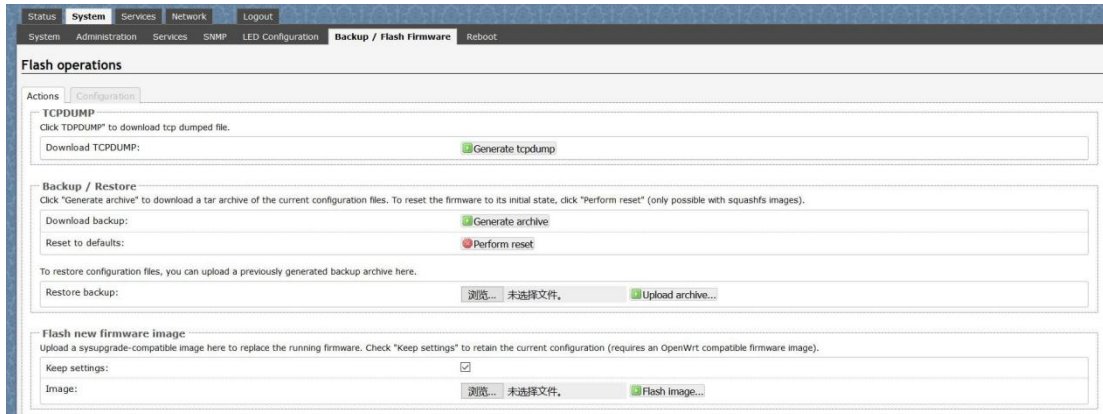 Status System Services Network Logout
System Administration Services SNMP LED Configuration Backup / Flash Firmware Reboot
Flash operations
Actions Configuration
TCPDUMP
Click TDPDUMP" to download tcp dumped file.
Download TCPDUMP: Generate tcpdump
Backup / Restore
Click "Generate archive" to download a tar archive of the current configuration files. To reset the firmware to its initial state, click "Perform reset" (only possible with squashfs images).
Download backup: Generate archive
Reset to defaults: Perform reset
To restore configuration files, you can upload a previously generated backup archive here.
Restore backup: 浏览... 未选择文件。 Upload archive...
Flash new firmware image
Upload a sysupgrade-compatible image here to replace the running firmware. Check "Keep settings" to retain the current configuration (requires an OpenWrt compatible firmware image).
Keep settings:
Image: 浏览... 未选择文件。 Flash image...